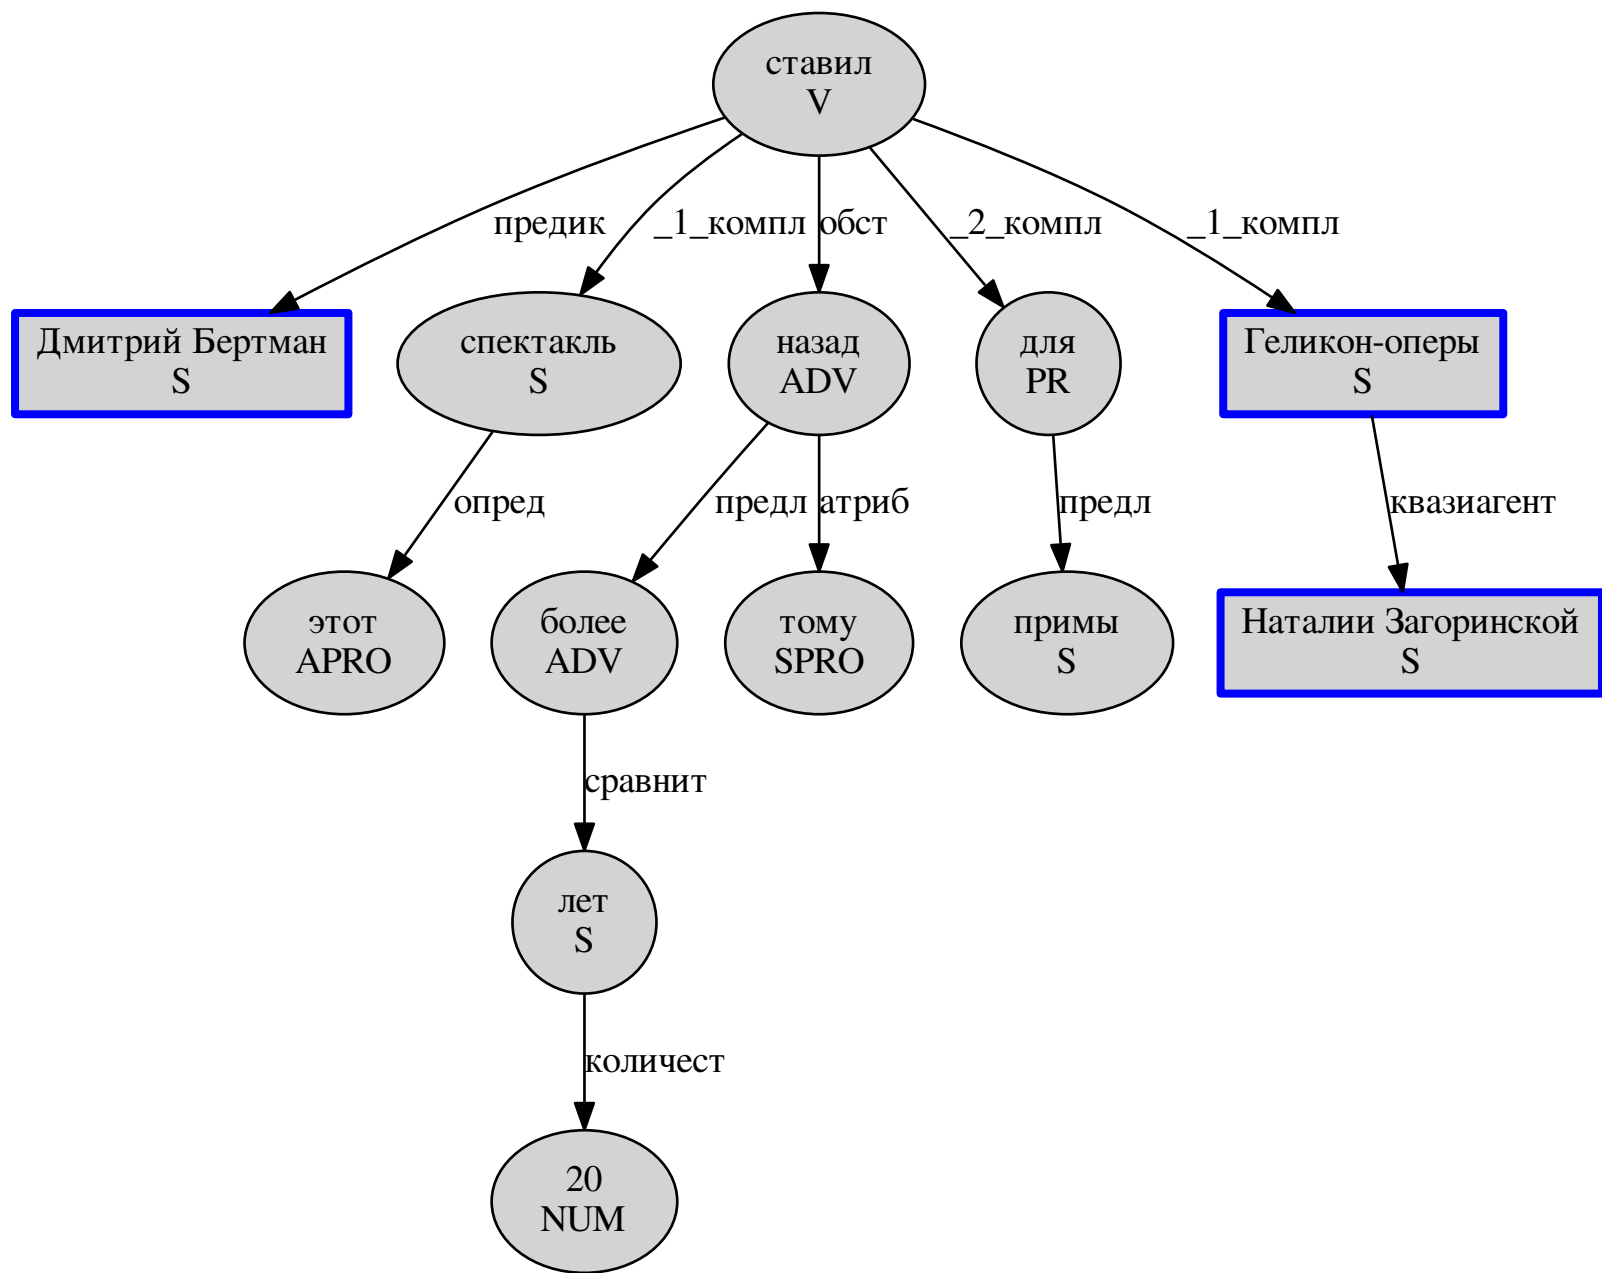 ставил
V
предик
_1_компл
обст
_2_компл
_1_компл
Дмитрий Бертман
S
спектакль
S
назад
ADV
для
PR
Геликон-оперы
S
опред
предл
атриб
предл
квазиагент
этот
APRO
более
ADV
тому
SPRO
примы
S
Наталии Загоринской
S
сравнит
лет
S
количест
20
NUM